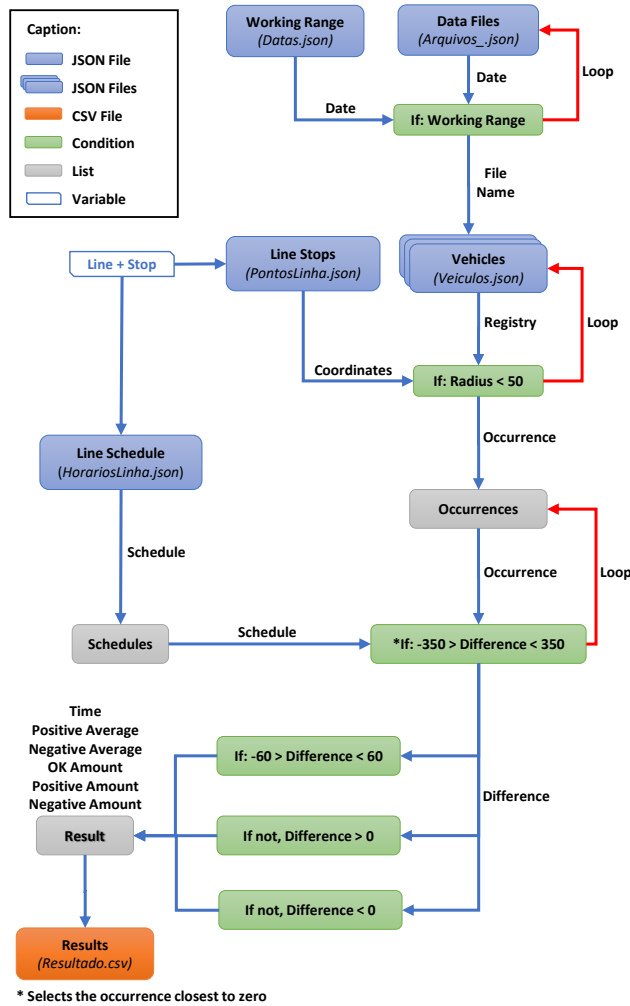 Caption:
JSON File
JSON Files
CSV File
Condition
List
Variable
Working Range
(Datas.json)
Data Files
(Arquivos_.json)
Loop
Date
Date
If: Working Range
File
Name
Line + Stop
Line Stops
(PontosLinha.json)
Vehicles
(Veiculos.json)
Registry
Loop
Coordinates
If: Radius < 50
Occurrence
Line Schedule
(HorariosLinha.json)
Occurrences
Schedule
Occurrence
Loop
Schedules
Schedule
*If: -350 > Difference < 350
Time
Positive Average
Negative Average
OK Amount
Positive Amount
Negative Amount
If: -60 > Difference < 60
Difference
Result
If not, Difference > 0
If not, Difference < 0
Results
(Resultado.csv)
* Selects the occurrence closest to zero